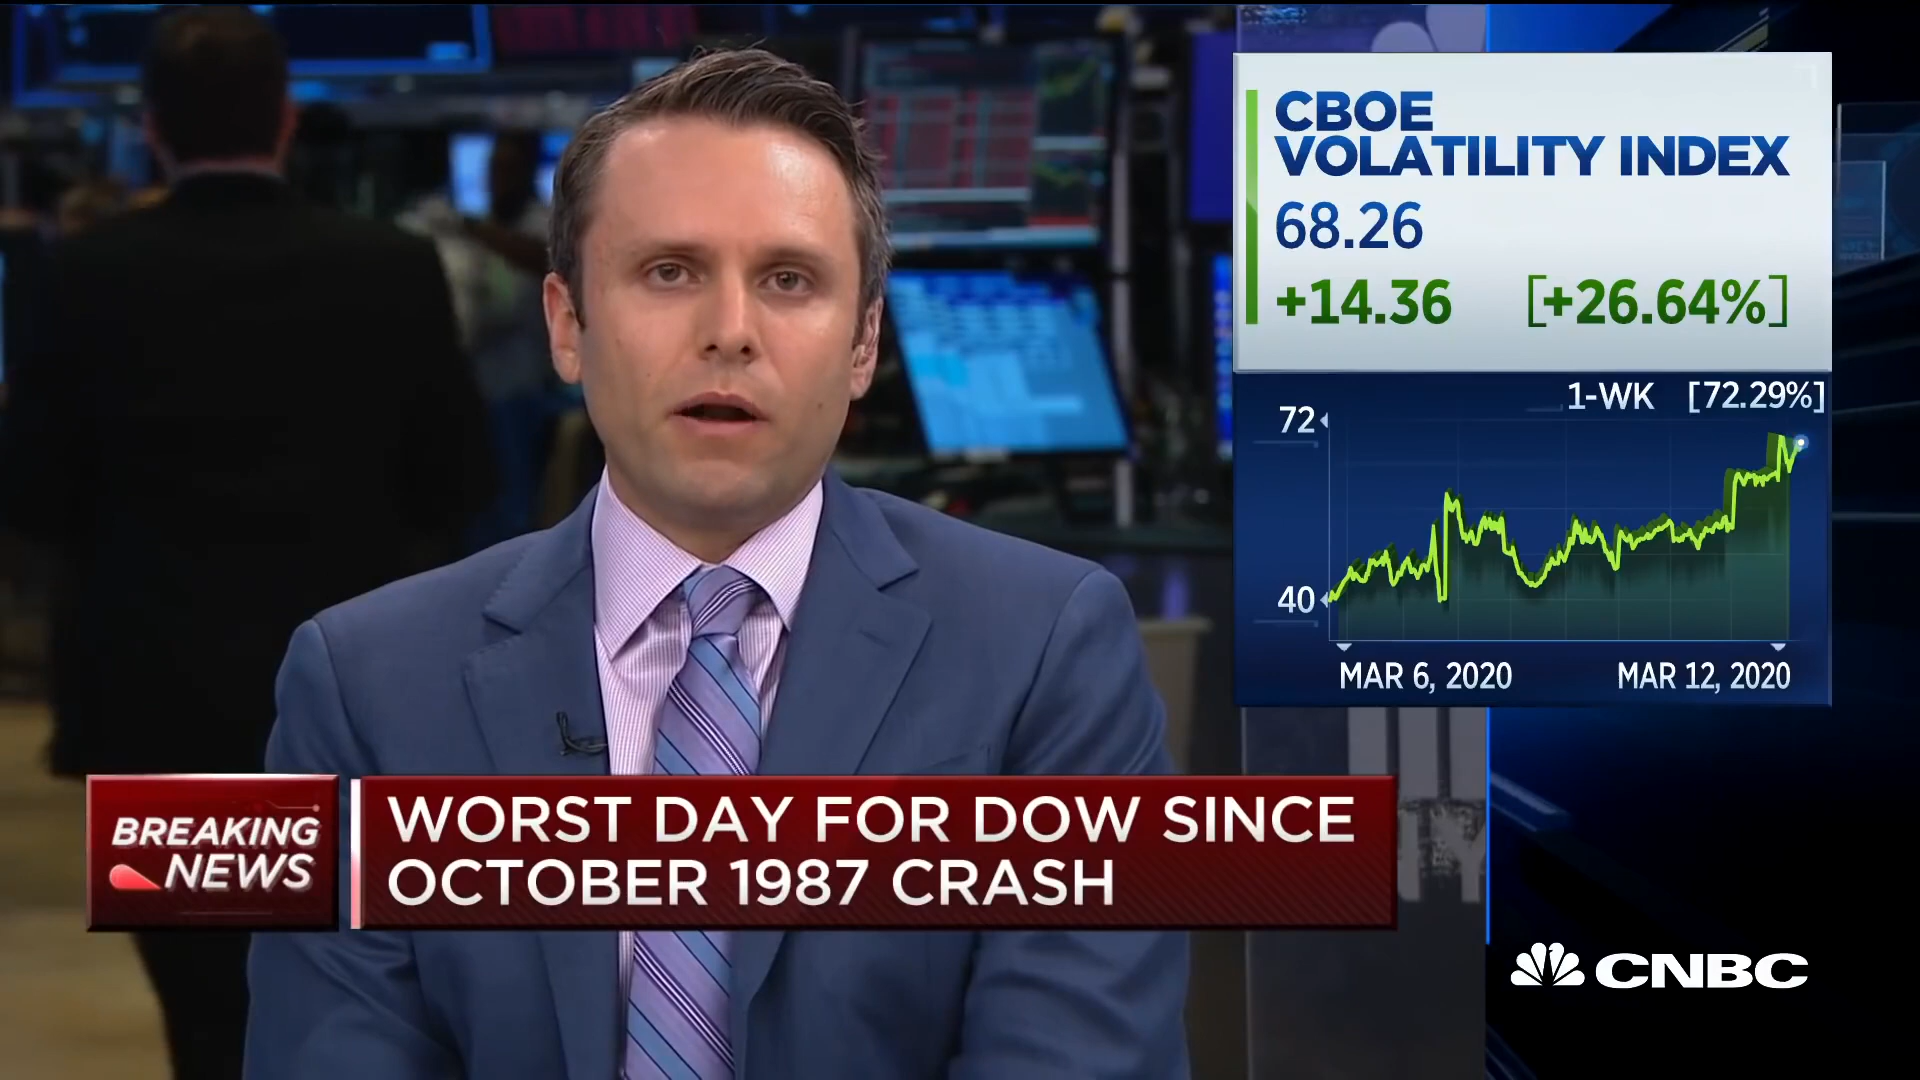 CBOE
VOLATILITY INDEX
68.26
+14.36 [+26.64%]
1-WK [72.29%]
72
40
MAR 6, 2020 MAR 12, 2020
BREAKING
NEWS
WORST DAY FOR DOW SINCE
OCTOBER 1987 CRASH
CNBC